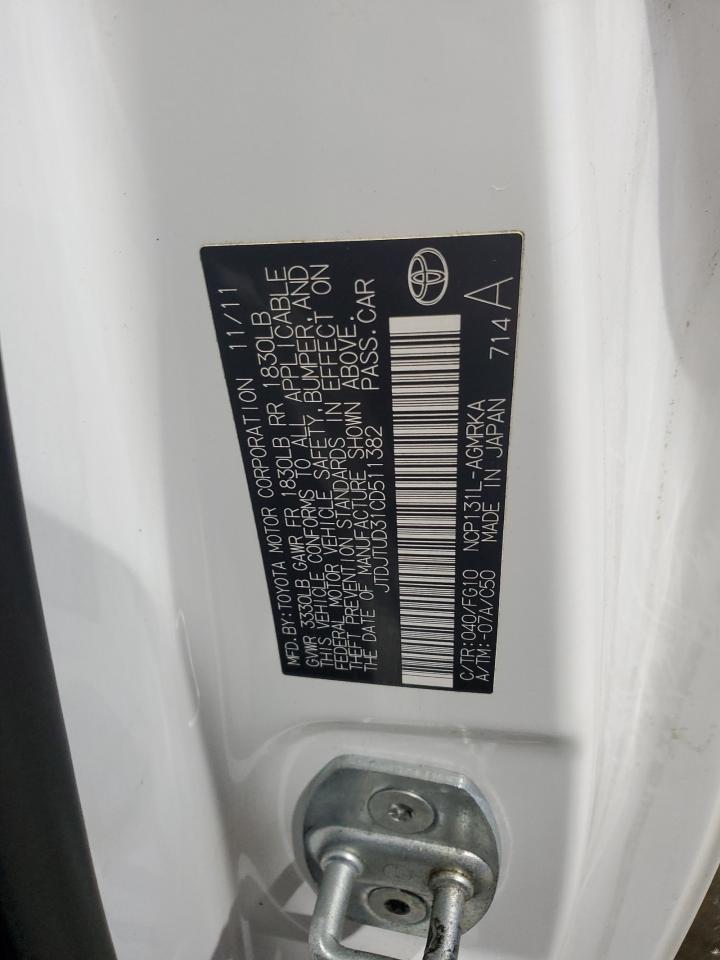 MFD. BY: TOYOTA MOTOR CORPORATION 11/11
GVWR 3330LB GAWR FR 1830LB RR 1830LB
THIS VEHICLE CONFORMS TO ALL APPLICABLE
FEDERAL MOTOR VEHICLE SAFETY, BUMPER, AND
THEFT PREVENTION STANDARDS IN EFFECT ON
THE DATE OF MANUFACTURE SHOWN ABOVE.
JTDJTUD31CD511382 PASS. CAR
C/TR:040/FG10 NCP131L-AGMRKA
A/TM:-07A/C50 MADE IN JAPAN 714 A